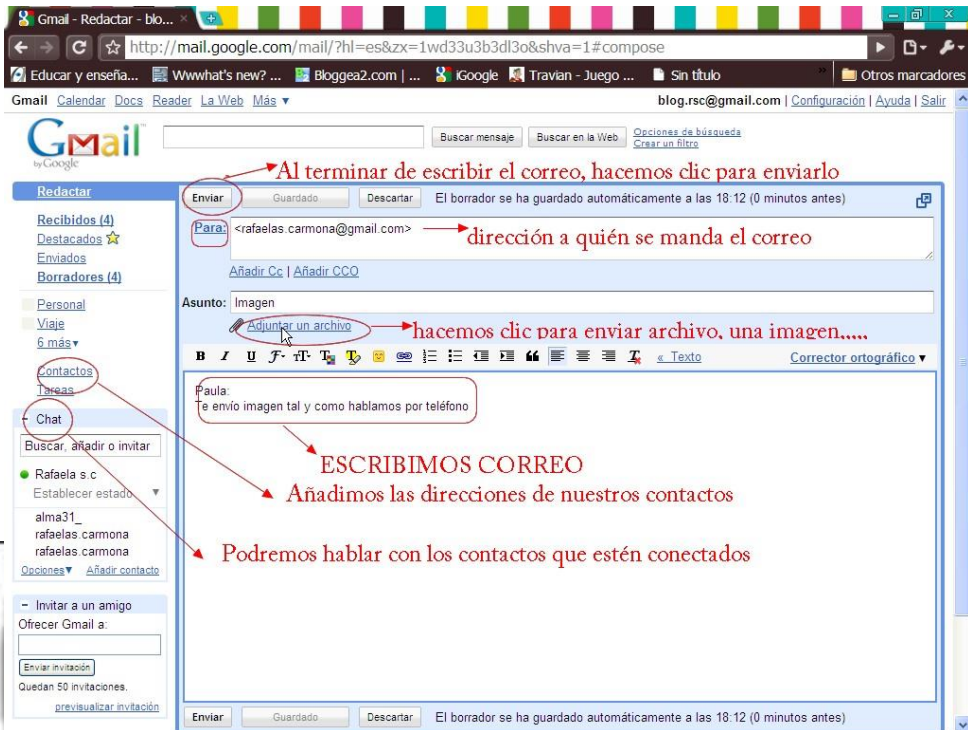 Gmail - Redactar - blo...
http://mail.google.com/mail/?hl=es&zx=1wd33u3b3dl3o&shva=1#compose
Educar y enseña... Wwwhat's new? ... Bloggea2.com | ... iGoogle Travian - Juego ... Sin título » Otros marcadores
Gmail Calendar Docs Reader La Web Más ▼ blog.rsc@gmail.com | Configuración | Ayuda | Salir
GMail by Google
Buscar mensaje Buscar en la Web Opciones de búsqueda
Crear un filtro
Al terminar de escribir el correo, hacemos clic para enviarlo
Redactar
Enviar Guardado Descartar El borrador se ha guardado automáticamente a las 18:12 (0 minutos antes)
Recibidos (4)
Destacados
Enviados
Borradores (4)
Para: <rafaelas.carmona@gmail.com> dirección a quién se manda el correo
Añadir Cc | Añadir CCO
Personal
Viaje
6 más ▼
Asunto: Imagen
Adjuntar un archivo hacemos clic para enviar archivo, una imagen.....
B I U « Texto Corrector ortográfico ▼
Contactos
Tareas
Paula:
Te envío imagen tal y como hablamos por teléfono
ESCRIBIMOS CORREO
Añadimos las direcciones de nuestros contactos
Podremos hablar con los contactos que estén conectados
− Chat
Buscar, añadir o invitar
Rafaela s.c
Establecer estado ▼
alma31_
rafaelas.carmona
rafaelas.carmona
Opciones ▼ Añadir contacto
− Invitar a un amigo
Ofrecer Gmail a:
Enviar invitación
Quedan 50 invitaciones.
previsualizar invitación
Enviar Guardado Descartar El borrador se ha guardado automáticamente a las 18:12 (0 minutos antes)